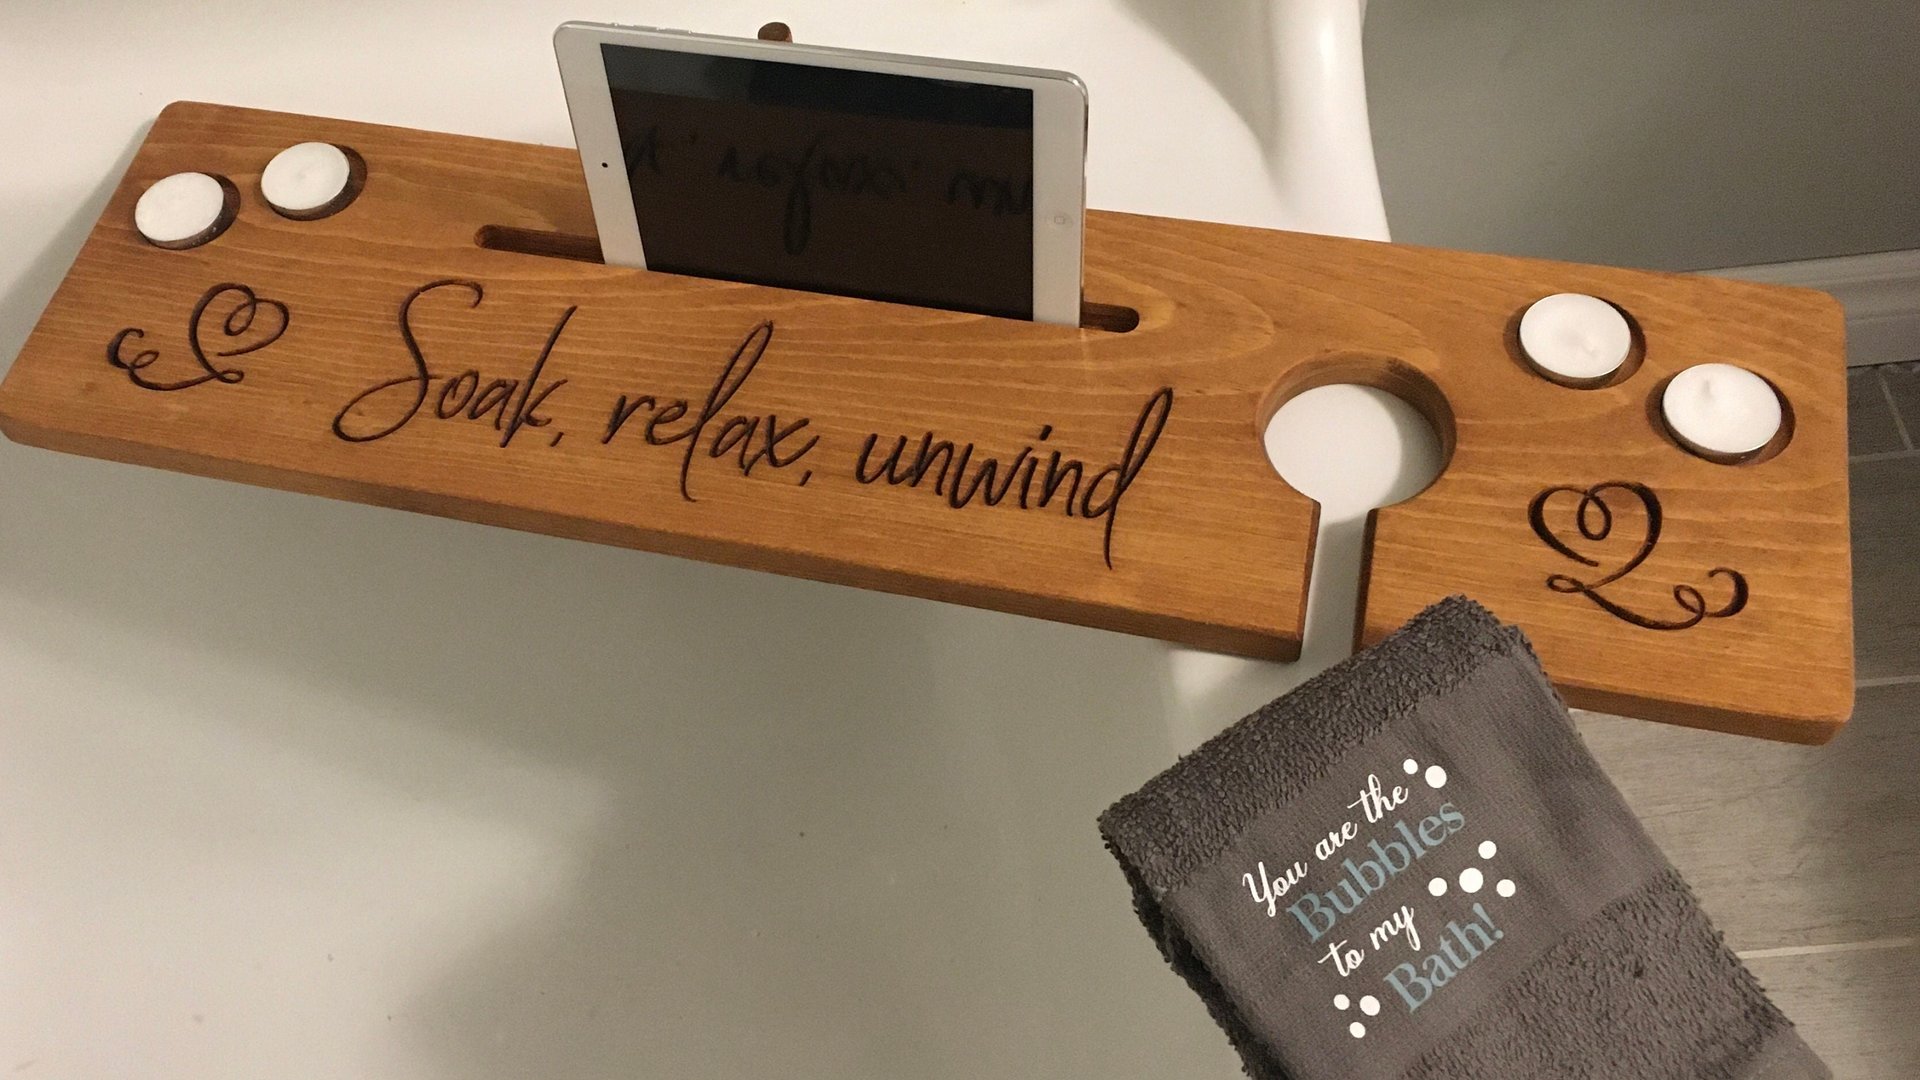 Soak, relax, unwind
You are the
Bubbles
to my
Bath!